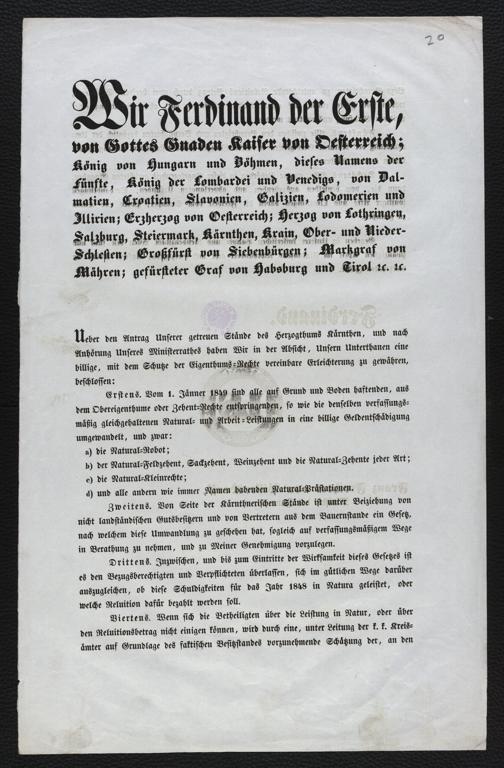 20
Wir Ferdinand der Erste,
von Gottes Gnaden Kaiser von Oesterreich;
König von Hungarn und Böhmen, dieses Namens der
Fünfte, König der Lombardei und Venedigs, von Dal-
matien, Croatien, Slavonien, Galizien, Lodomerien und
Illirien; Erzherzog von Oesterreich; Herzog von Lothringen,
Salzburg, Steiermark, Kärnthen, Krain, Ober- und Nieder-
Schlesien; Großfürst von Siebenbürgen; Markgraf von
Mähren; gefürsteter Graf von Habsburg und Tirol ꝛc. ꝛc.
Ueber den Antrag Unserer getreuen Stände des Herzogthums Kärnthen, und nach
Anhörung Unseres Ministerrathes haben Wir in der Absicht, Unsern Unterthanen eine
billige, mit dem Schutze der Eigenthums-Rechte vereinbare Erleichterung zu gewähren,
beschlossen:
Erstens. Vom 1. Jänner 1849 sind alle auf Grund und Boden haftenden, aus
dem Obereigenthume oder Zehent-Rechte entspringenden, so wie die denselben verfassungs-
mäßig gleichgehaltenen Natural- und Arbeit-Leistungen in eine billige Geldentschädigung
umgewandelt, und zwar:
a) die Natural-Robot;
b) der Natural-Feldzehent, Sackzehent, Weinzehent und die Natural-Zehente jeder Art;
c) die Natural-Kleinrechte;
d) und alle andern wie immer Namen habenden Natural-Prästationen.
Zweitens. Von Seite der Kärnthnerischen Stände ist unter Beiziehung von
nicht landständischen Gutsbesitzern und von Vertretern aus dem Bauernstande ein Gesetz,
nach welchem diese Umwandlung zu geschehen hat, sogleich auf verfassungsmäßigem Wege
in Berathung zu nehmen, und zu Meiner Genehmigung vorzulegen.
Drittens. Inzwischen, und bis zum Eintritte der Wirksamkeit dieses Gesetzes ist
es den Bezugsberechtigten und Verpflichteten überlassen, sich im gütlichen Wege darüber
auszugleichen, ob diese Schuldigkeiten für das Jahr 1848 in Natura geleistet, oder
welche Reluition dafür bezahlt werden soll.
Viertens. Wenn sich die Betheiligten über die Leistung in Natur, oder über
den Reluitionsbetrag nicht einigen können, wird durch eine, unter Leitung der k. k. Kreis-
ämter auf Grundlage des faktischen Besitzstandes vorzunehmende Schätzung der, an den